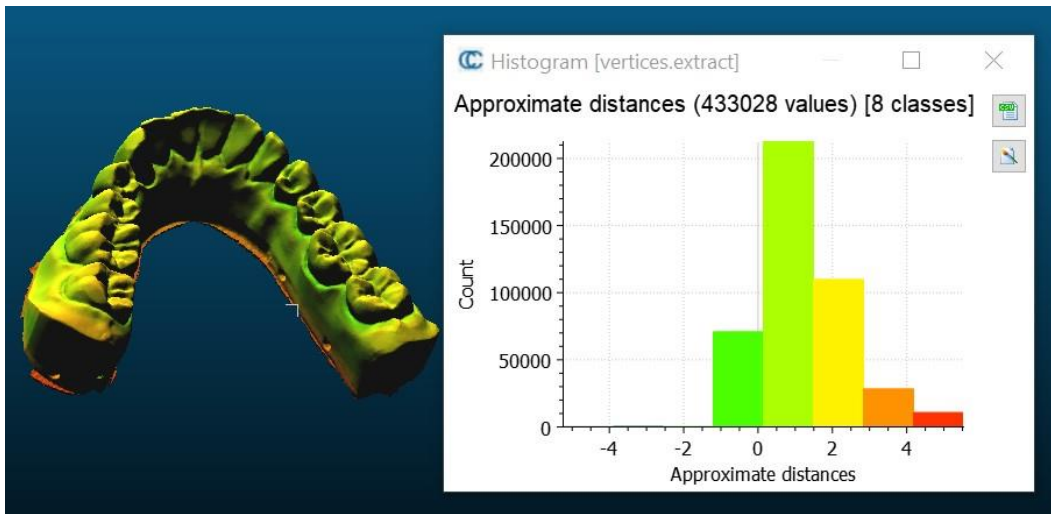 Histogram [vertices.extract]
Approximate distances (433028 values) [8 classes]
200000
150000
100000
50000
0
Count
-4
-2
0
2
4
Approximate distances